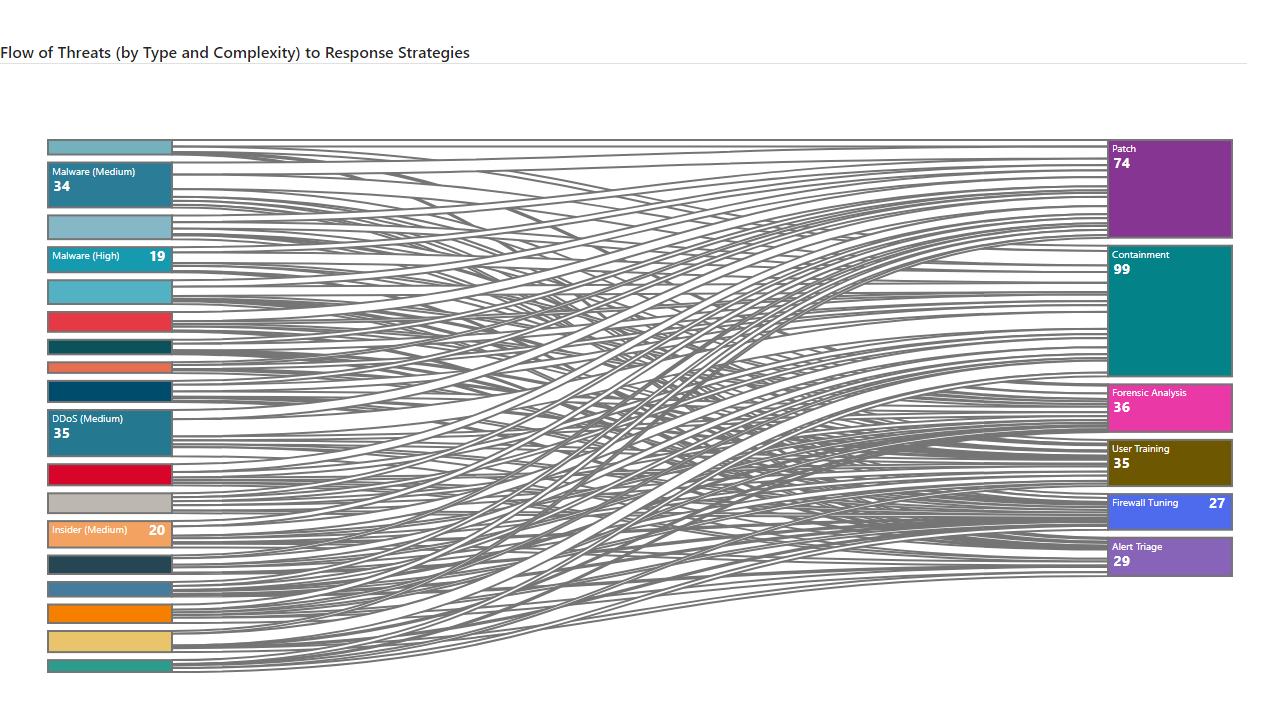 Flow of Threats (by Type and Complexity) to Response Strategies
Malware (Medium)
34
Malware (High) 19
DDoS (Medium)
35
Insider (Medium) 20
Patch
74
Containment
99
Forensic Analysis
36
User Training
35
Firewall Tuning 27
Alert Triage
29